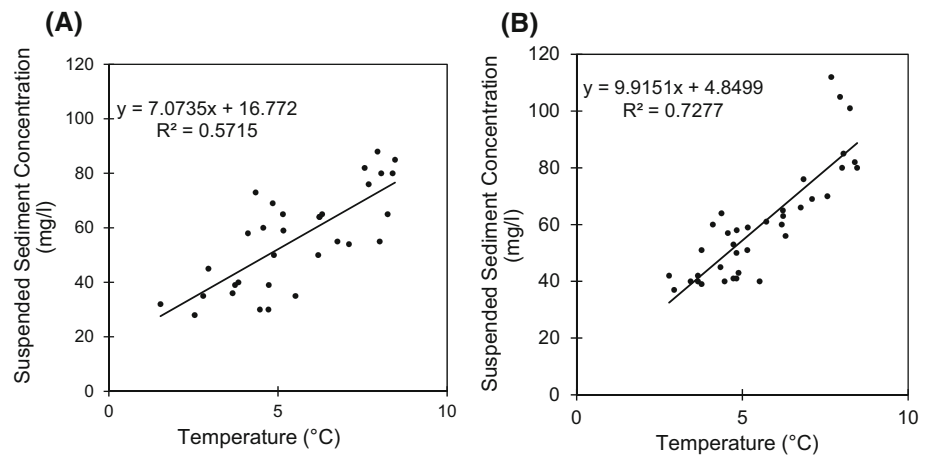 (A)
Suspended Sediment Concentration
(mg/l)
120
100
80
60
40
20
0
y = 7.0735x + 16.772
R² = 0.5715
0 5 10
Temperature (°C)
(B)
Suspended Sediment Concentration
(mg/l)
120
100
80
60
40
20
0
y = 9.9151x + 4.8499
R² = 0.7277
0 5 10
Temperature (°C)